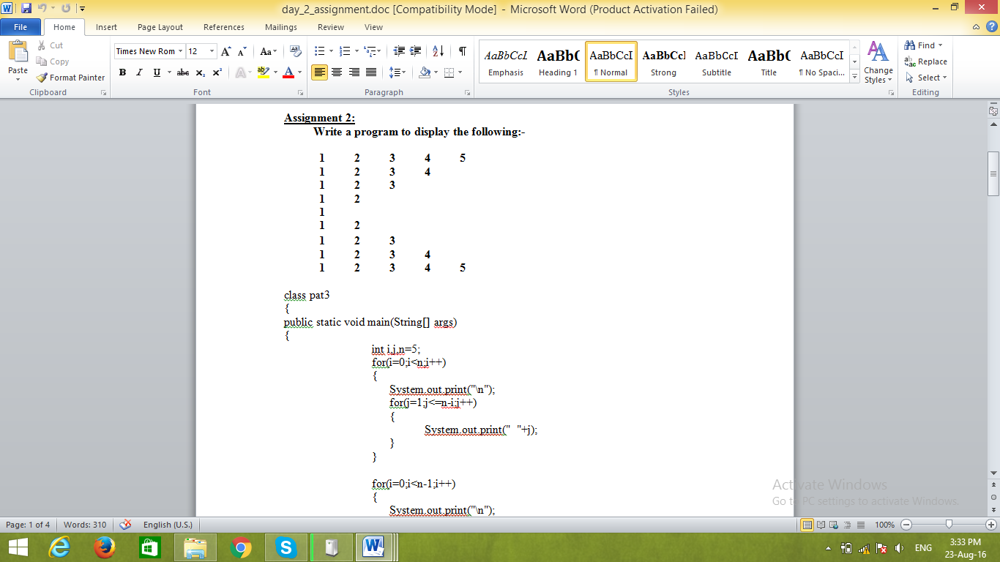 day_2_assignment.doc [Compatibility Mode] - Microsoft Word (Product Activation Failed)
File Home Insert Page Layout References Mailings Review View
Paste
Cut
Copy
Format Painter
Clipboard
Times New Rom 12
Font
Paragraph
AaBbCcI AaBb( AaBbCcI AaBbCcI AaBbCcI AaBb( AaBbCcI
Emphasis Heading 1 ¶ Normal Strong Subtitle Title ¶ No Spaci...
Change Styles
Styles
Find
Replace
Select
Editing
Assignment 2:
Write a program to display the following:-
1 2 3 4 5
1 2 3 4
1 2 3
1 2
1
1 2
1 2 3
1 2 3 4
1 2 3 4 5
class pat3
{
public static void main(String[] args)
{
int i,j,n=5;
for(i=0;i<n;i++)
{
System.out.print("\n");
for(j=1;j<=n-i;j++)
{
System.out.print("  "+j);
}
}
for(i=0;i<n-1;i++)
{
System.out.print("\n");
Activate Windows
Go to PC settings to activate Windows.
Page: 1 of 4 Words: 310 English (U.S.) 100%
ENG
3:33 PM
23-Aug-16